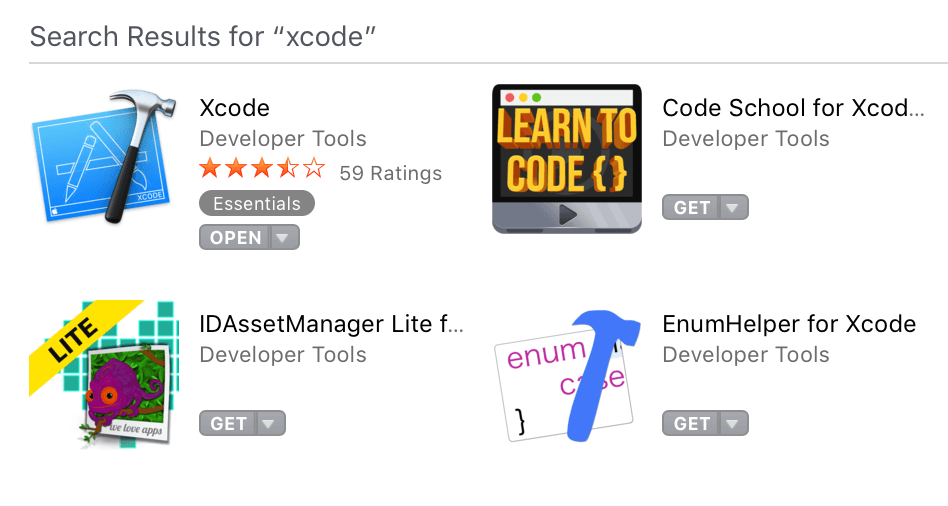 Search Results for “xcode”
Xcode
Developer Tools
59 Ratings
Essentials
OPEN
XCODE
LEARN TO
CODE { }
Code School for Xcod...
Developer Tools
GET
LITE
we love apps
IDAssetManager Lite f...
Developer Tools
GET
enum
case
}
EnumHelper for Xcode
Developer Tools
GET